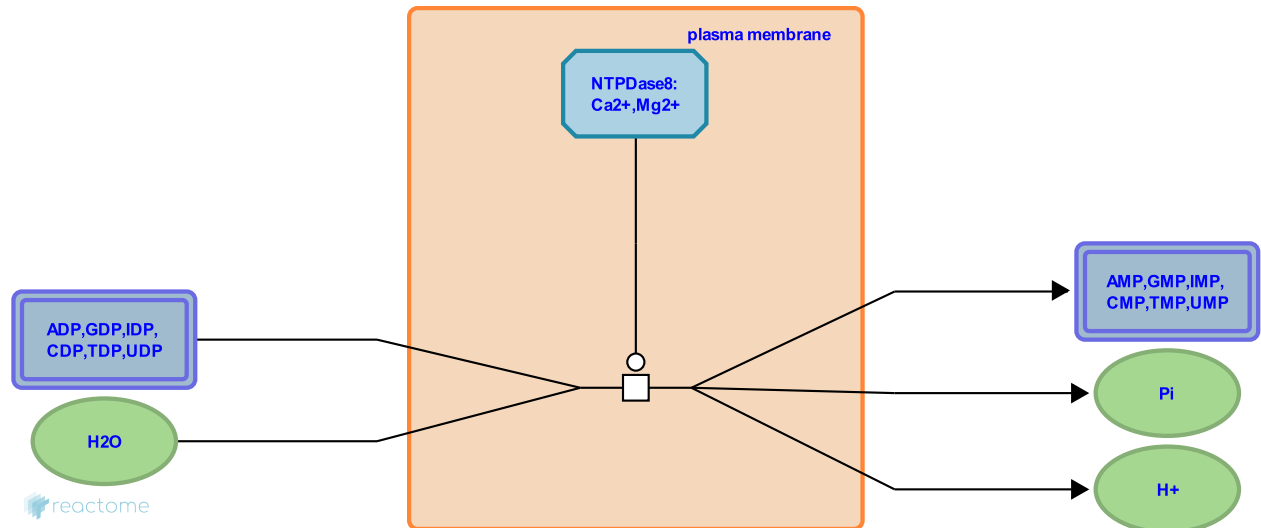 plasma membrane
NTPDase8:
Ca2+,Mg2+
ADP,GDP,IDP,
CDP,TDP,UDP
H2O
AMP,GMP,IMP,
CMP,TMP,UMP
Pi
H+
reactome